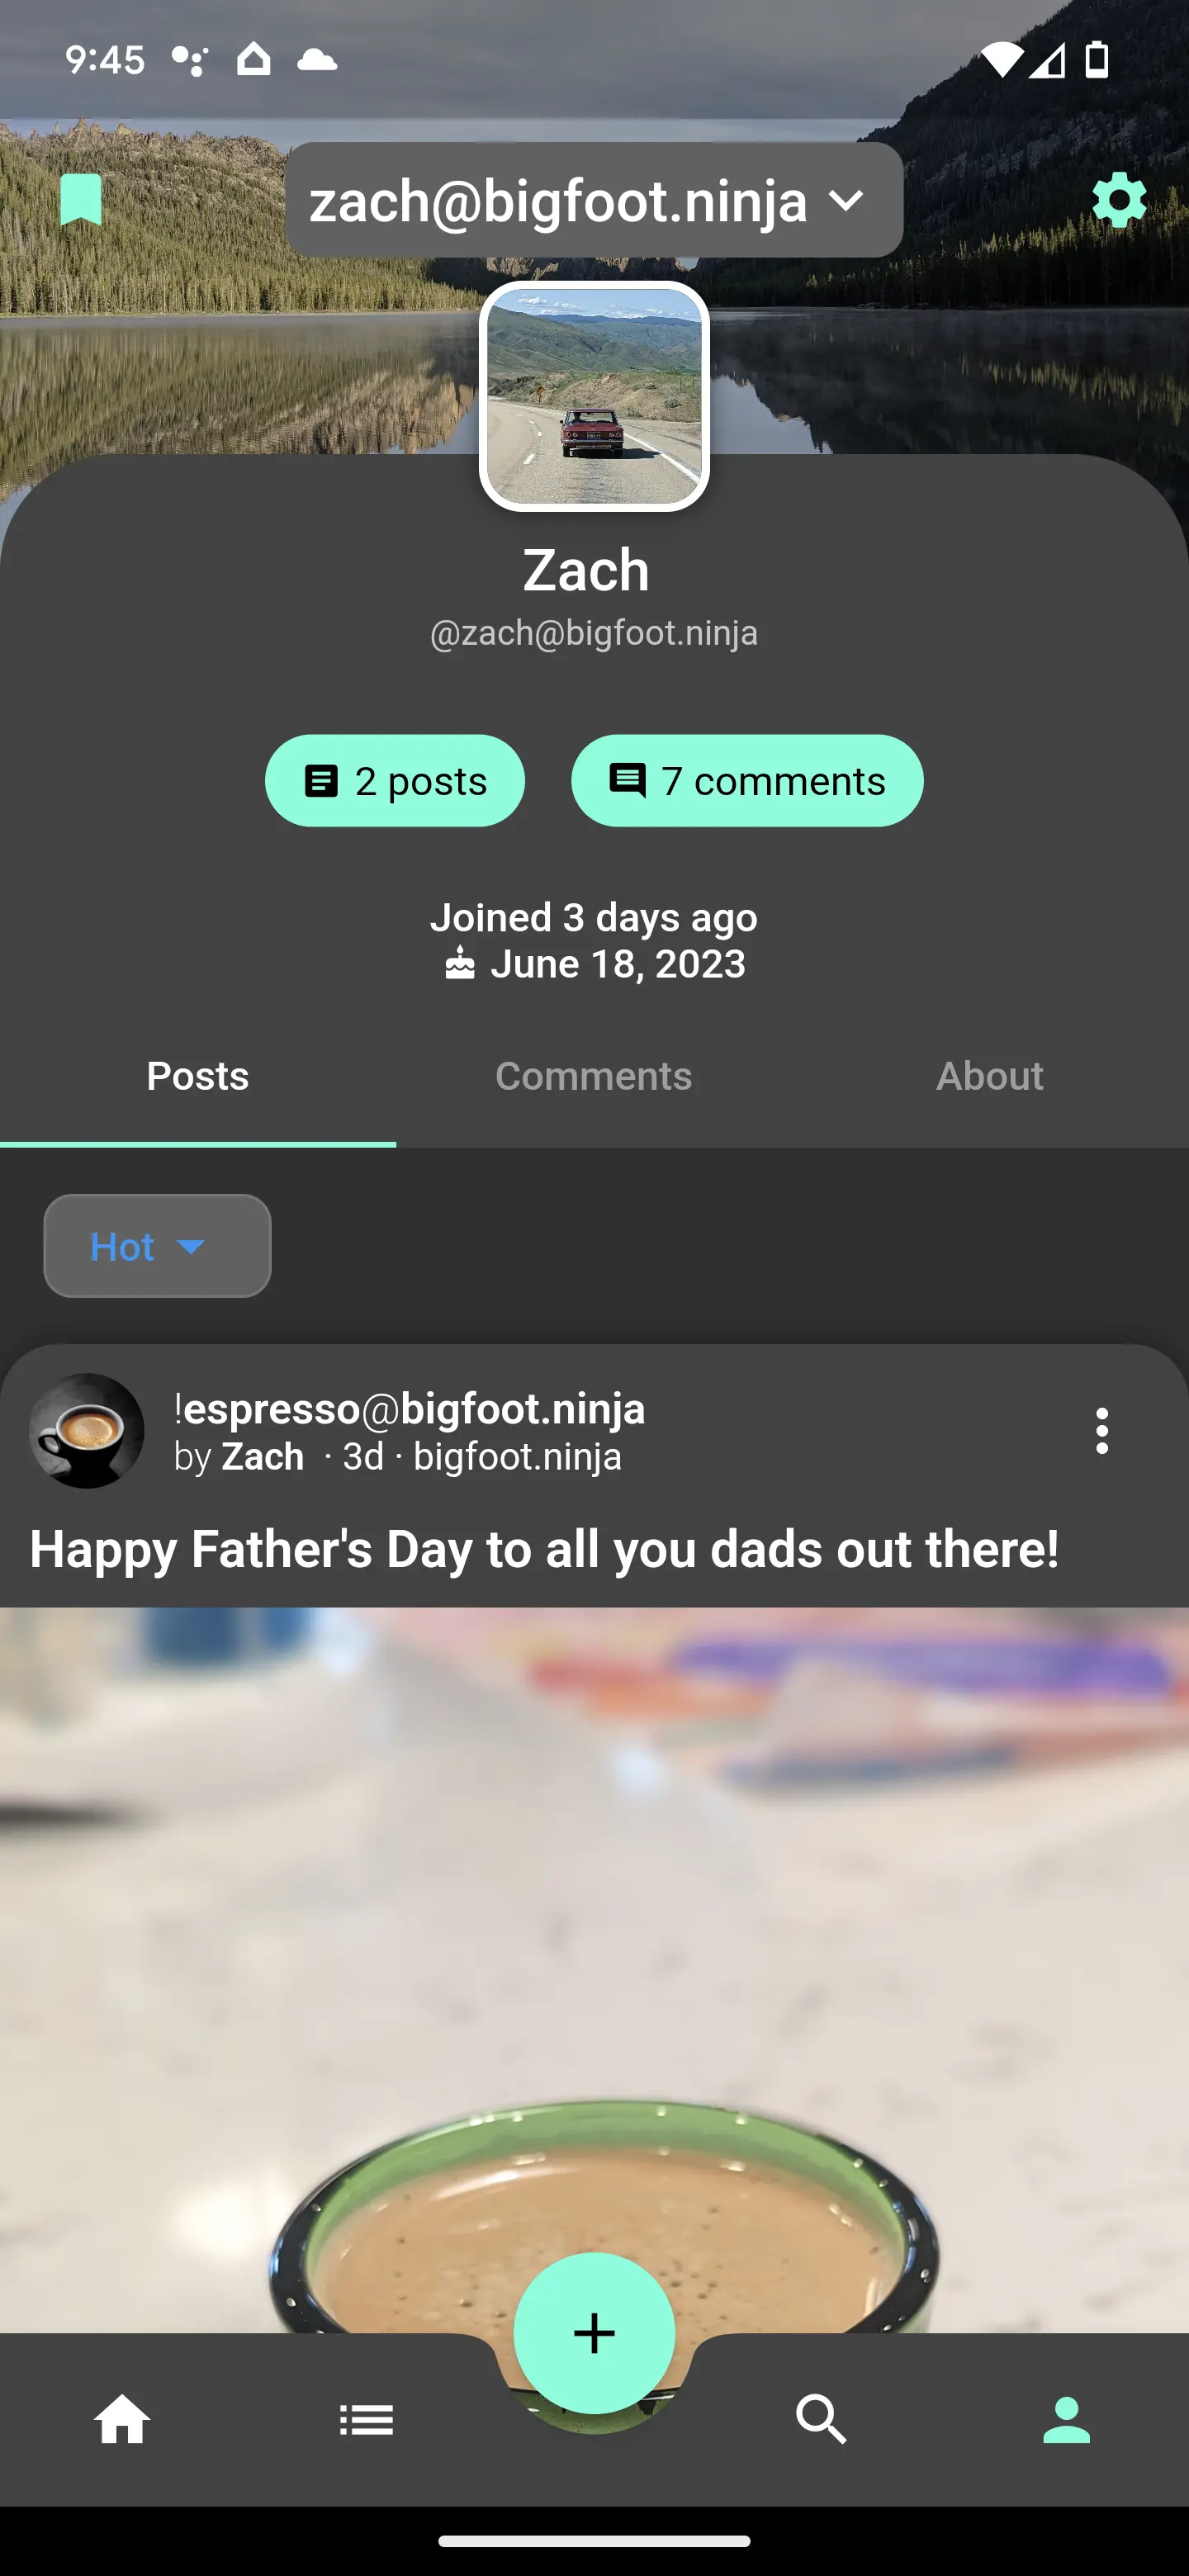 9:45
zach@bigfoot.ninja
Zach
@zach@bigfoot.ninja
2 posts
7 comments
Joined 3 days ago
June 18, 2023
Posts
Comments
About
Hot
!espresso@bigfoot.ninja
by Zach · 3d · bigfoot.ninja
Happy Father's Day to all you dads out there!